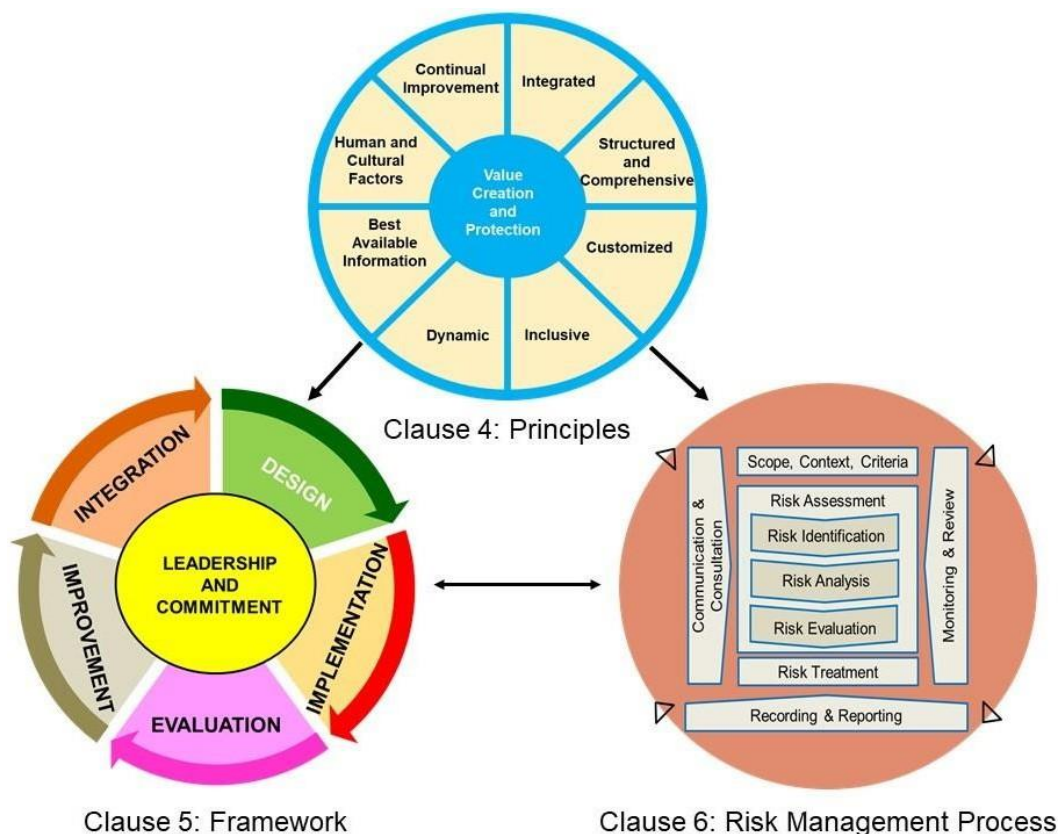 Continual
Improvement
Integrated
Human and
Cultural
Factors
Structured
and
Comprehensive
Value
Creation
and
Protection
Best
Available
Information
Customized
Dynamic
Inclusive
Clause 4: Principles
INTEGRATION
DESIGN
LEADERSHIP
AND
COMMITMENT
IMPROVEMENT
IMPLEMENTATION
EVALUATION
Clause 5: Framework
Communication &
Consultation
Scope, Context, Criteria
Risk Assessment
Risk Identification
Risk Analysis
Risk Evaluation
Risk Treatment
Monitoring & Review
Recording & Reporting
Clause 6: Risk Management Process